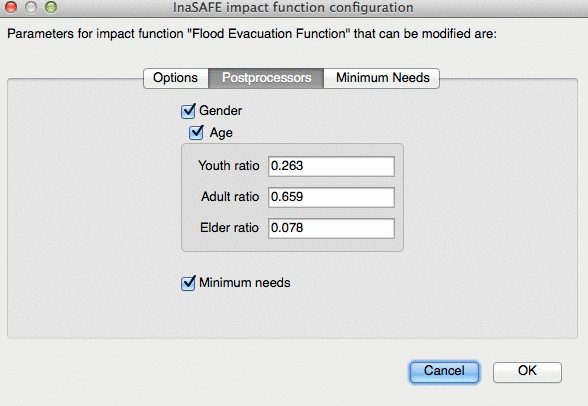 InaSAFE impact function configuration
Parameters for impact function "Flood Evacuation Function" that can be modified are:
Options Postprocessors Minimum Needs
Gender
Age
Youth ratio 0.263
Adult ratio 0.659
Elder ratio 0.078
Minimum needs
Cancel OK